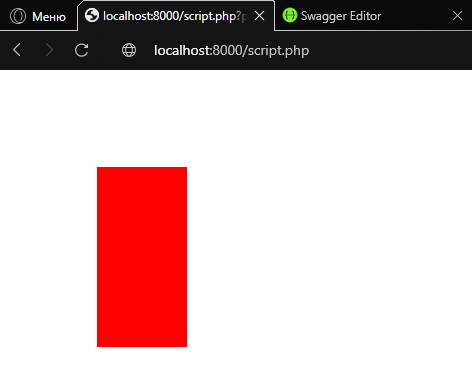 Меню
localhost:8000/script.php?p
Swagger Editor
localhost:8000/script.php